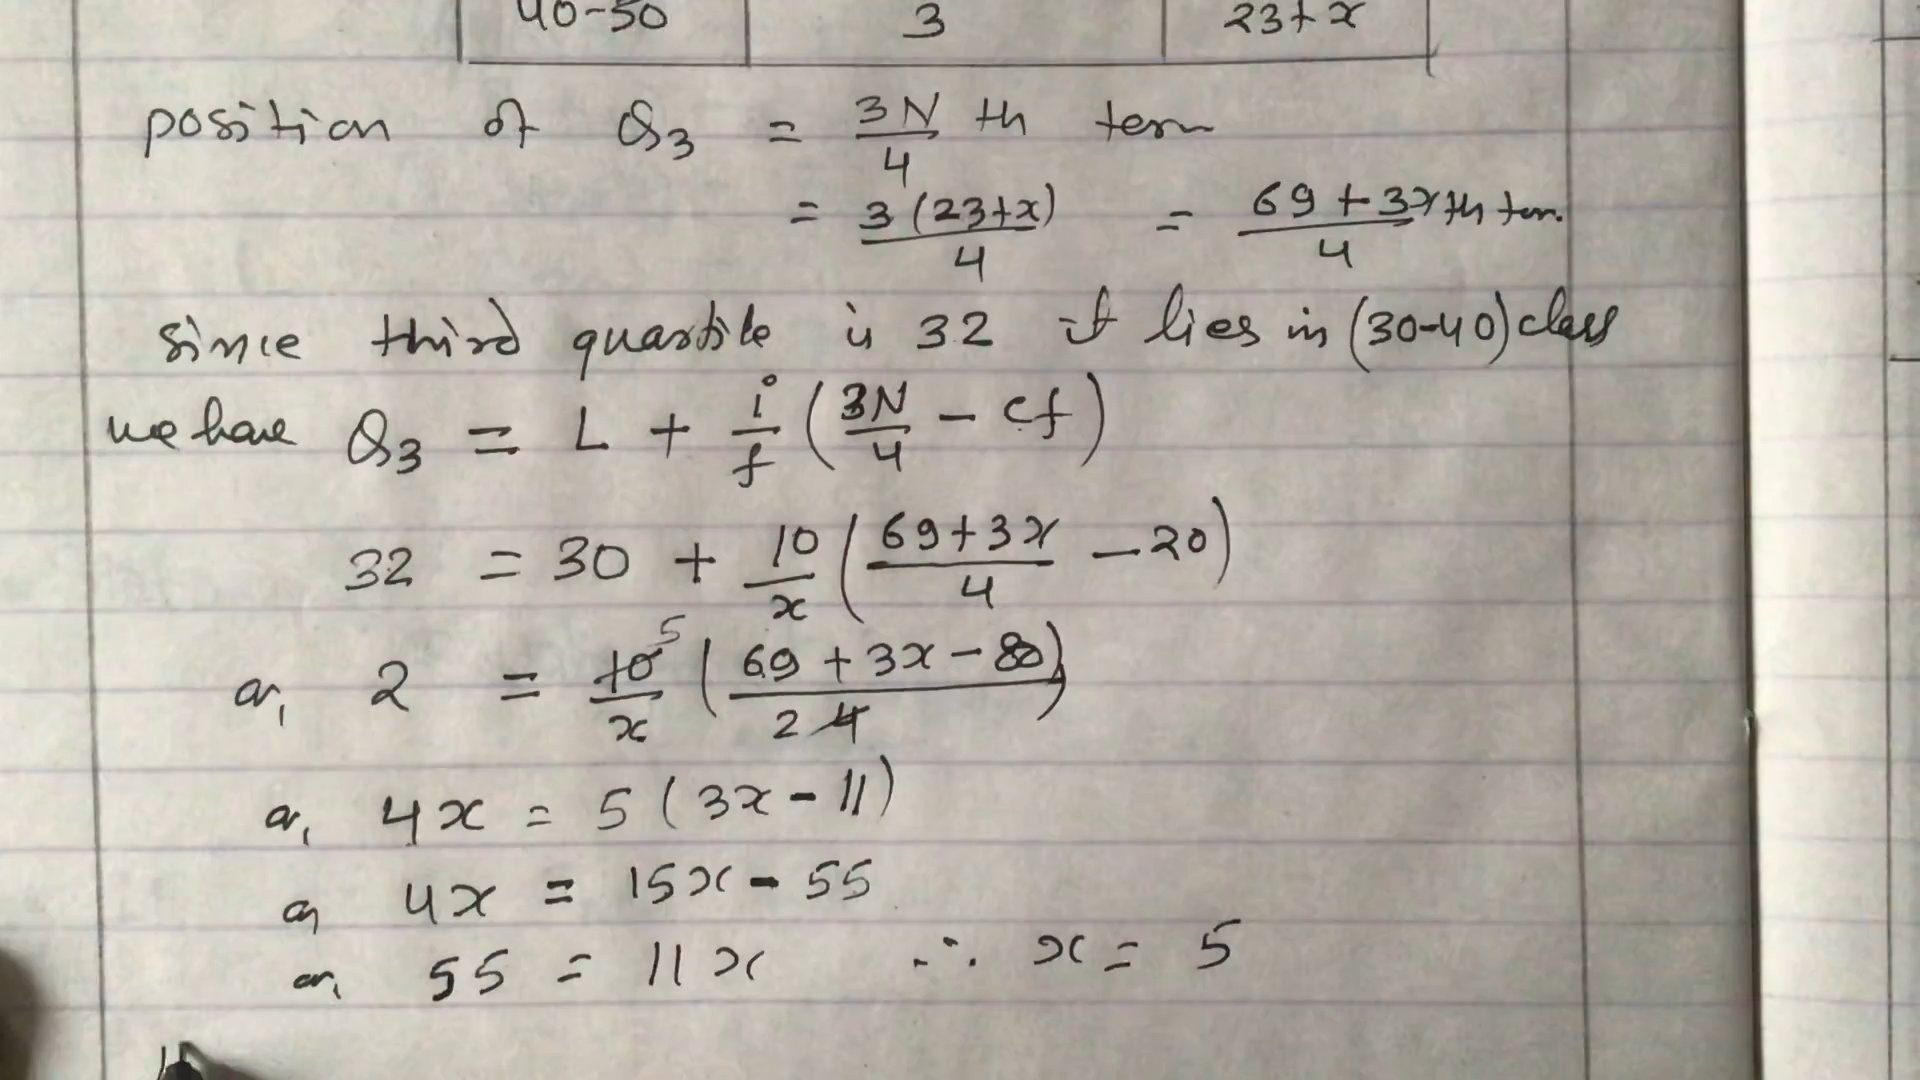 40-50 3 23+x
position of Q3 = 3N/4 th term
= 3(23+x)/4 = 69+3x/4 th term
since third quartile is 32 it lies in (30-40) class
we have Q3 = L + i/f (3N/4 - cf)
32 = 30 + 10/x (69+3x/4 - 20)
or, 2 = 10 5/x (69+3x-80/2 4)
or, 4x = 5(3x-11)
or 4x = 15x - 55
or, 55 = 11x ∴ x = 5